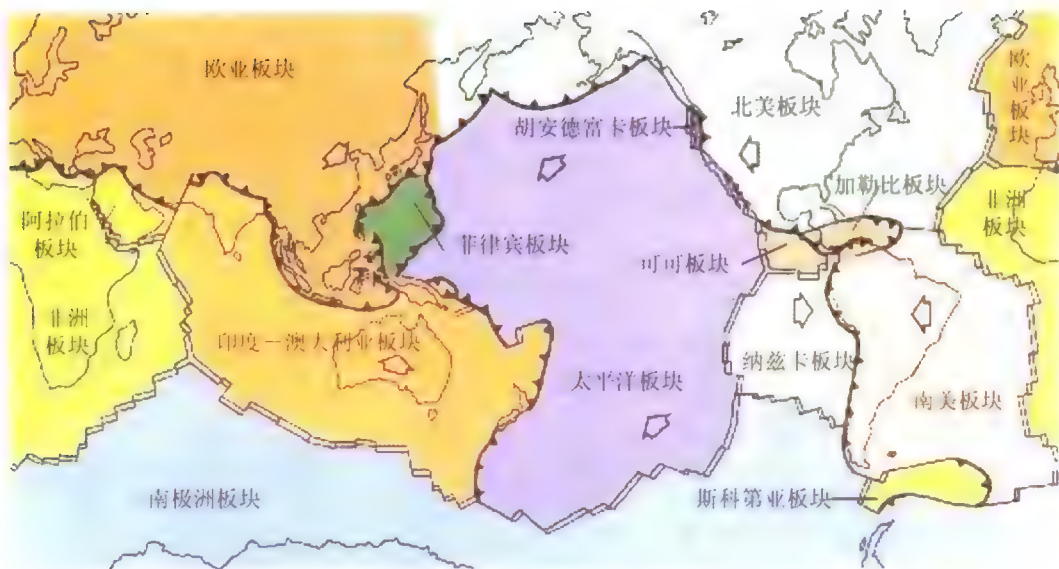 欧亚板块
欧亚板块
北美板块
胡安德富卡板块
加勒比板块
阿拉伯
板块
菲律宾板块
可可板块
非洲
板块
非洲
板块
印度－澳大利亚板块
纳兹卡板块
太平洋板块
南美板块
南极洲板块
斯科第亚板块